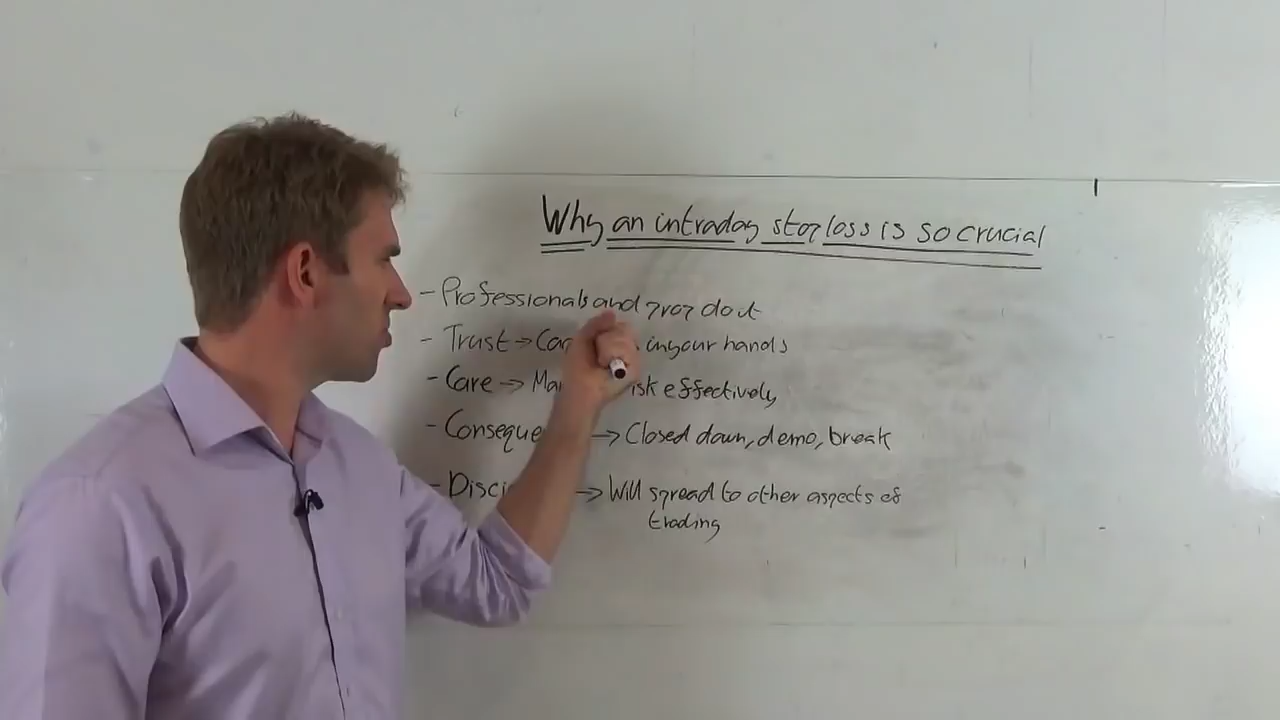 Why an intraday stop loss is so crucial
- Professionals and prop do it
- Trust → in your hands
- Care → risk effectively
- → Closed down, demo, break
- → Will spread to other aspects of
trading